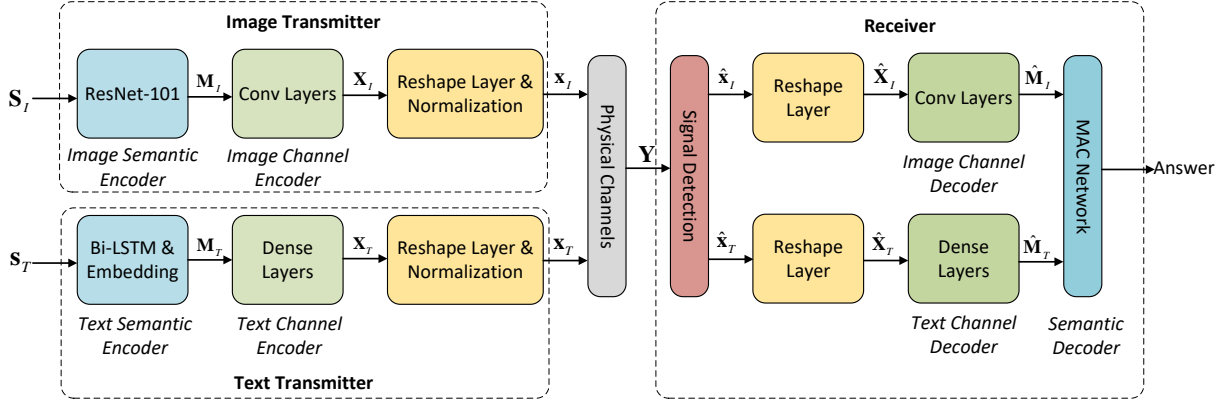 Image Transmitter
Receiver
S_I
ResNet-101
M_I
Conv Layers
X_I
Reshape Layer &
Normalization
x_I
Image Semantic
Encoder
Image Channel
Encoder
Physical Channels
Y
Signal Detection
x̂_I
Reshape
Layer
X̂_I
Conv Layers
M̂_I
Image Channel
Decoder
MAC Network
Answer
s_T
Bi-LSTM &
Embedding
M_T
Dense
Layers
X_T
Reshape Layer &
Normalization
x_T
Text Semantic
Encoder
Text Channel
Encoder
Text Transmitter
x̂_T
Reshape
Layer
X̂_T
Dense
Layers
M̂_T
Text Channel
Decoder
Semantic
Decoder